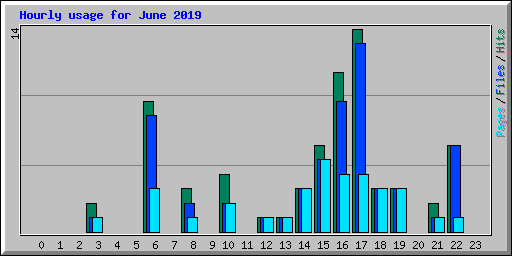 Hourly usage for June 2019
14
Pages/Files/Hits
0 1 2 3 4 5 6 7 8 9 10 11 12 13 14 15 16 17 18 19 20 21 22 23